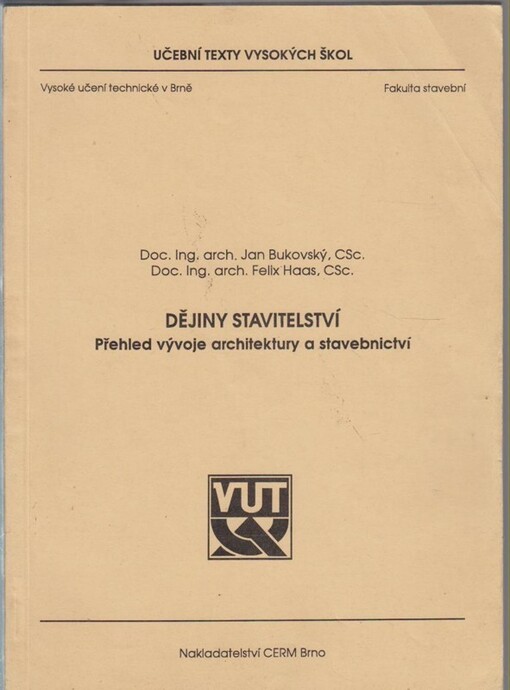 UČEBNÍ TEXTY VYSOKÝCH ŠKOL
Vysoké učení technické v Brně Fakulta stavební
Doc. Ing. arch. Jan Bukovský, CSc.
Doc. Ing. arch. Felix Haas, CSc.
DĚJINY STAVITELSTVÍ
Přehled vývoje architektury a stavebnictví
VUT
Nakladatelství CERM Brno